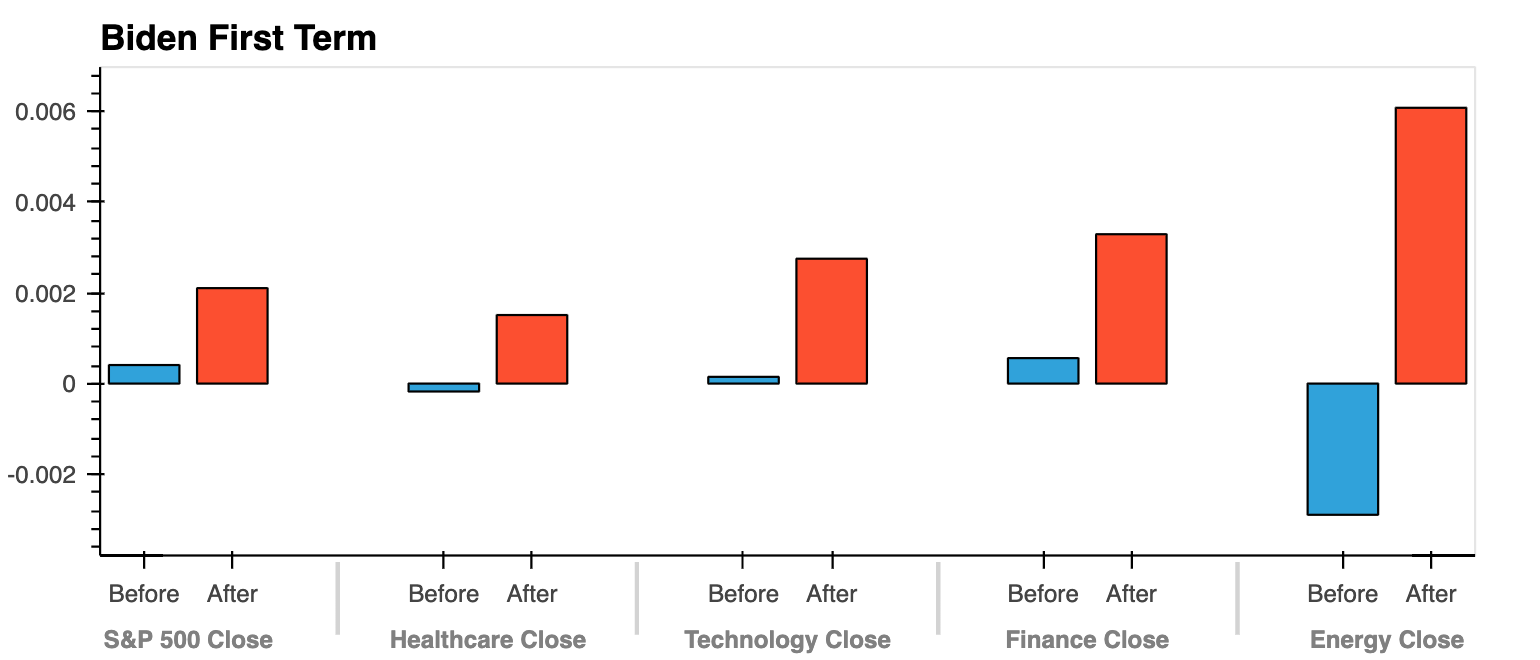 Biden First Term
0.006
0.004
0.002
0
-0.002
Before After Before After Before After Before After Before After
S&P 500 Close Healthcare Close Technology Close Finance Close Energy Close